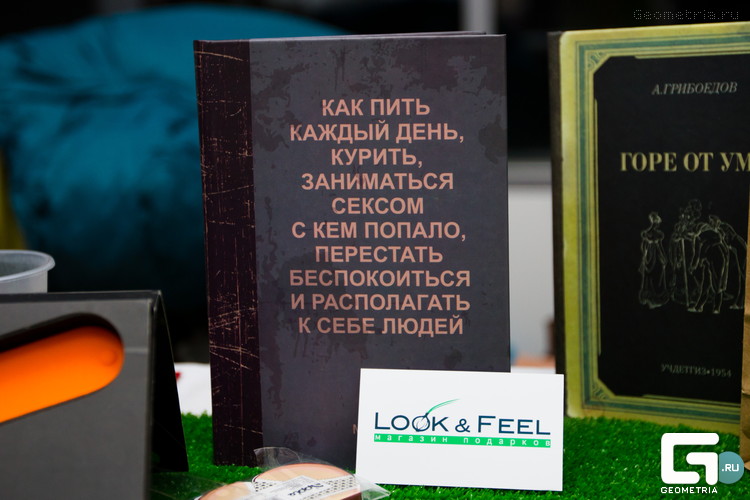 Geometria.ru
КАК ПИТЬ
КАЖДЫЙ ДЕНЬ,
КУРИТЬ,
ЗАНИМАТЬСЯ
СЕКСОМ
С КЕМ ПОПАЛО,
ПЕРЕСТАТЬ
БЕСПОКОИТЬСЯ
И РАСПОЛАГАТЬ
К СЕБЕ ЛЮДЕЙ
А.ГРИБОЕДОВ
ГОРЕ ОТ УМ
УЧДЕТГИЗ•1954
LOOK & FEEL
магазин подарков
G.RU
GEOMETRIA